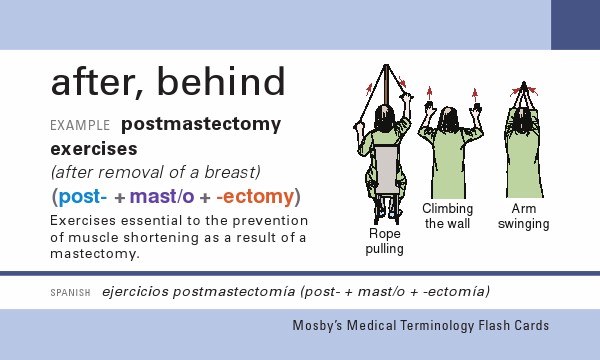 after, behind
EXAMPLE postmastectomy
exercises
(after removal of a breast)
(post- + mast/o + -ectomy)
Exercises essential to the prevention
of muscle shortening as a result of a
mastectomy.
Rope
pulling
Climbing
the wall
Arm
swinging
SPANISH ejercicios postmastectomía (post- + mast/o + -ectomía)
Mosby's Medical Terminology Flash Cards